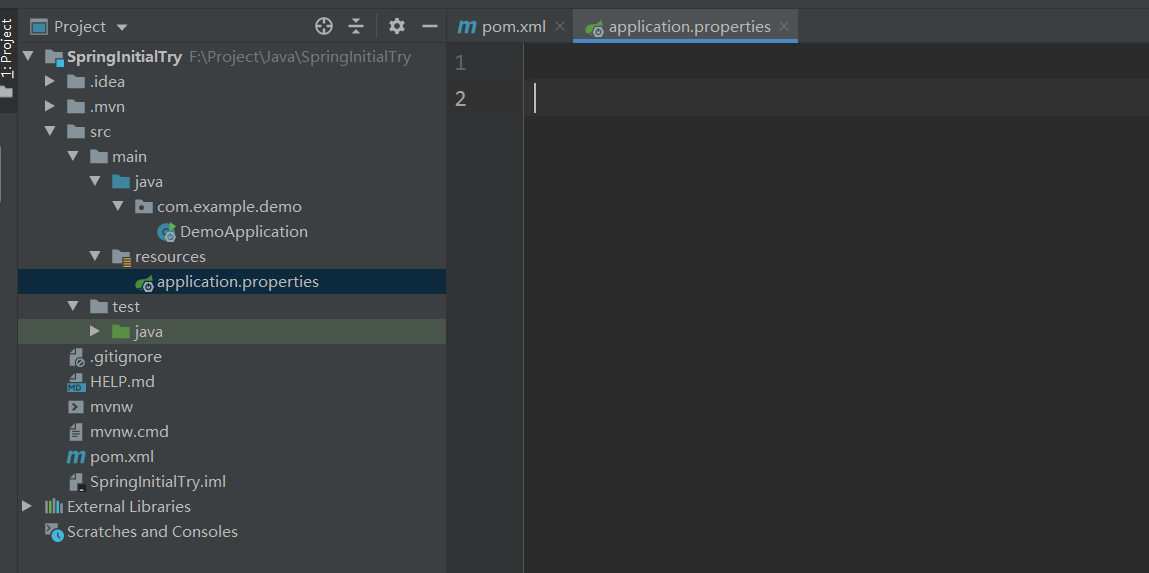 1: Project
Project
pom.xml
application.properties
SpringInitialTry F:\Project\Java\SpringInitialTry
.idea
.mvn
src
main
java
com.example.demo
DemoApplication
resources
application.properties
test
java
.gitignore
HELP.md
mvnw
mvnw.cmd
pom.xml
SpringInitialTry.iml
External Libraries
Scratches and Consoles
1
2